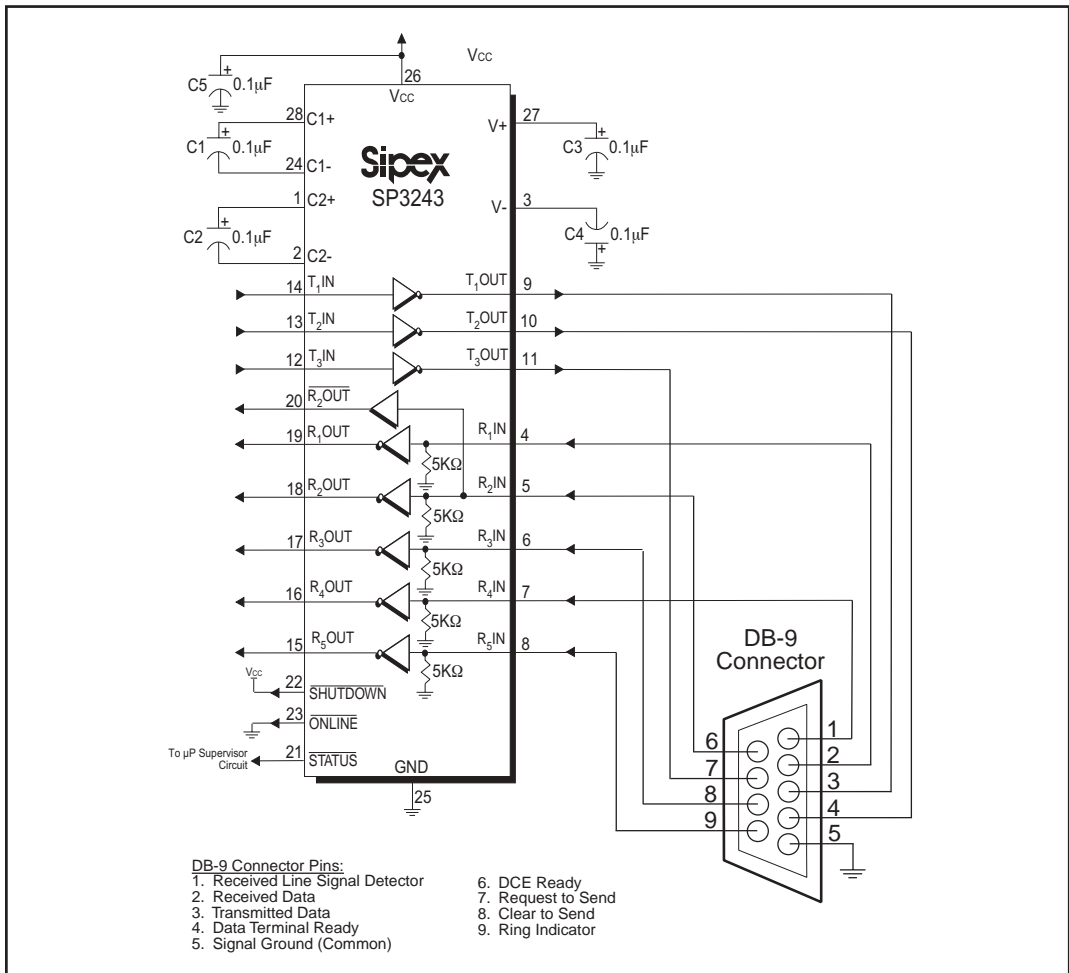 VCC
26
VCC
C5
+
0.1µF
28 C1+
C1
+
0.1µF
24 C1-
1 C2+
C2
+
0.1µF
2 C2-
Sipex
SP3243
V+ 27
C3
+
0.1µF
V- 3
C4
0.1µF
+
14 T1IN
T1OUT 9
13 T2IN
T2OUT 10
12 T3IN
T3OUT 11
20 R2OUT
19 R1OUT
R1IN 4
5KΩ
18 R2OUT
R2IN 5
5KΩ
17 R3OUT
R3IN 6
5KΩ
16 R4OUT
R4IN 7
5KΩ
15 R5OUT
R5IN 8
5KΩ
VCC
22 SHUTDOWN
23 ONLINE
To µP Supervisor
Circuit
21 STATUS
GND
25
DB-9
Connector
6
7
8
9
1
2
3
4
5
DB-9 Connector Pins:
1. Received Line Signal Detector
2. Received Data
3. Transmitted Data
4. Data Terminal Ready
5. Signal Ground (Common)
6. DCE Ready
7. Request to Send
8. Clear to Send
9. Ring Indicator